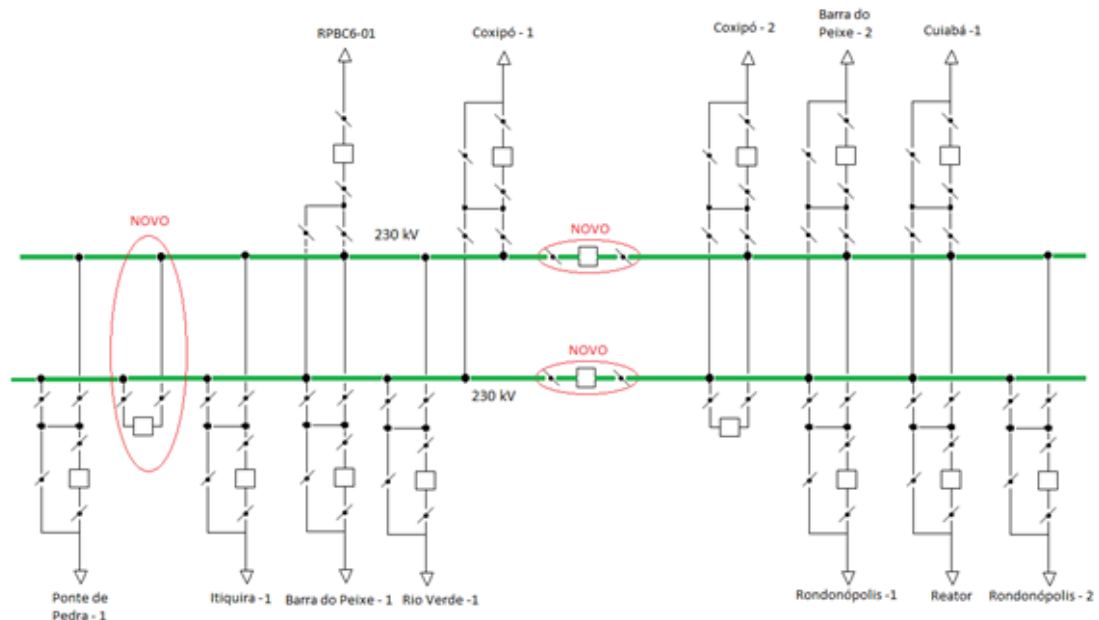 RPBC6-01
Coxipó - 1
Coxipó - 2
Barra do
Peixe - 2
Cuiabá -1
NOVO
230 kV
NOVO
NOVO
230 kV
Ponte de
Pedra - 1
Itiquira -1
Barra do Peixe - 1
Rio Verde -1
Rondonópolis -1
Reator
Rondonópolis - 2